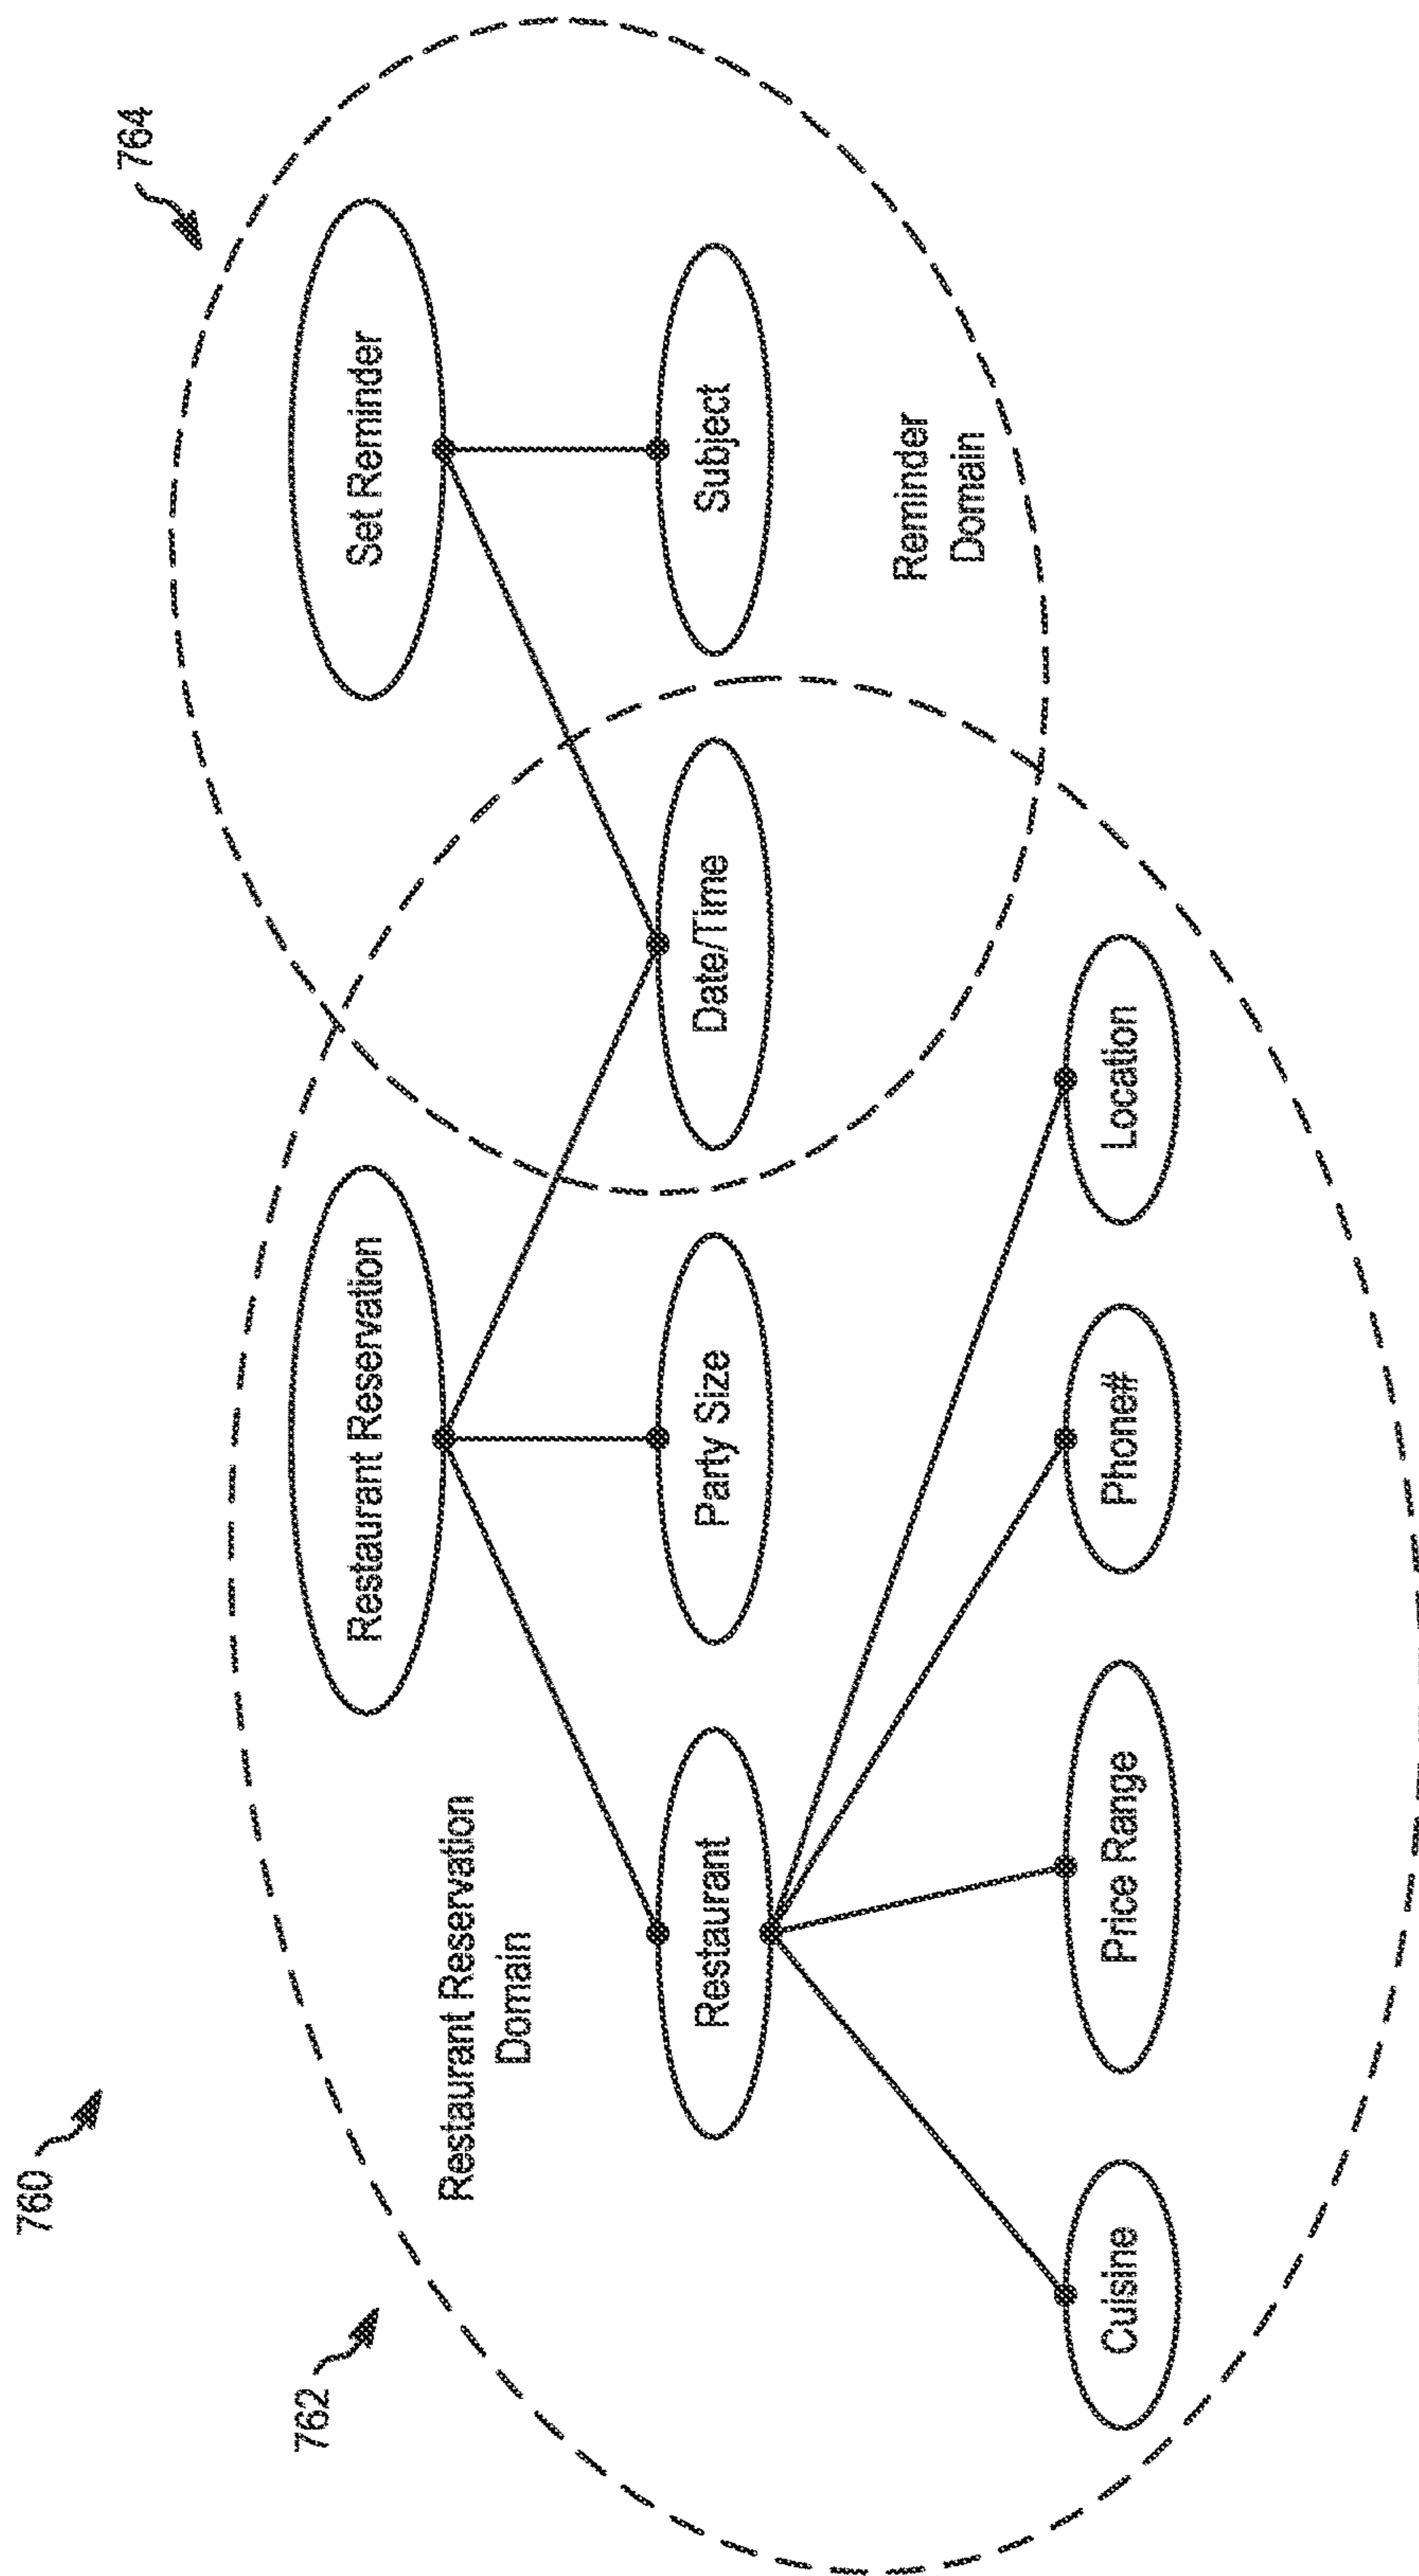 760
762
764
Restaurant Reservation
Set Reminder
Restaurant Reservation
Domain
Restaurant
Party Size
Date/Time
Subject
Reminder
Domain
Cuisine
Price Range
Phone#
Location